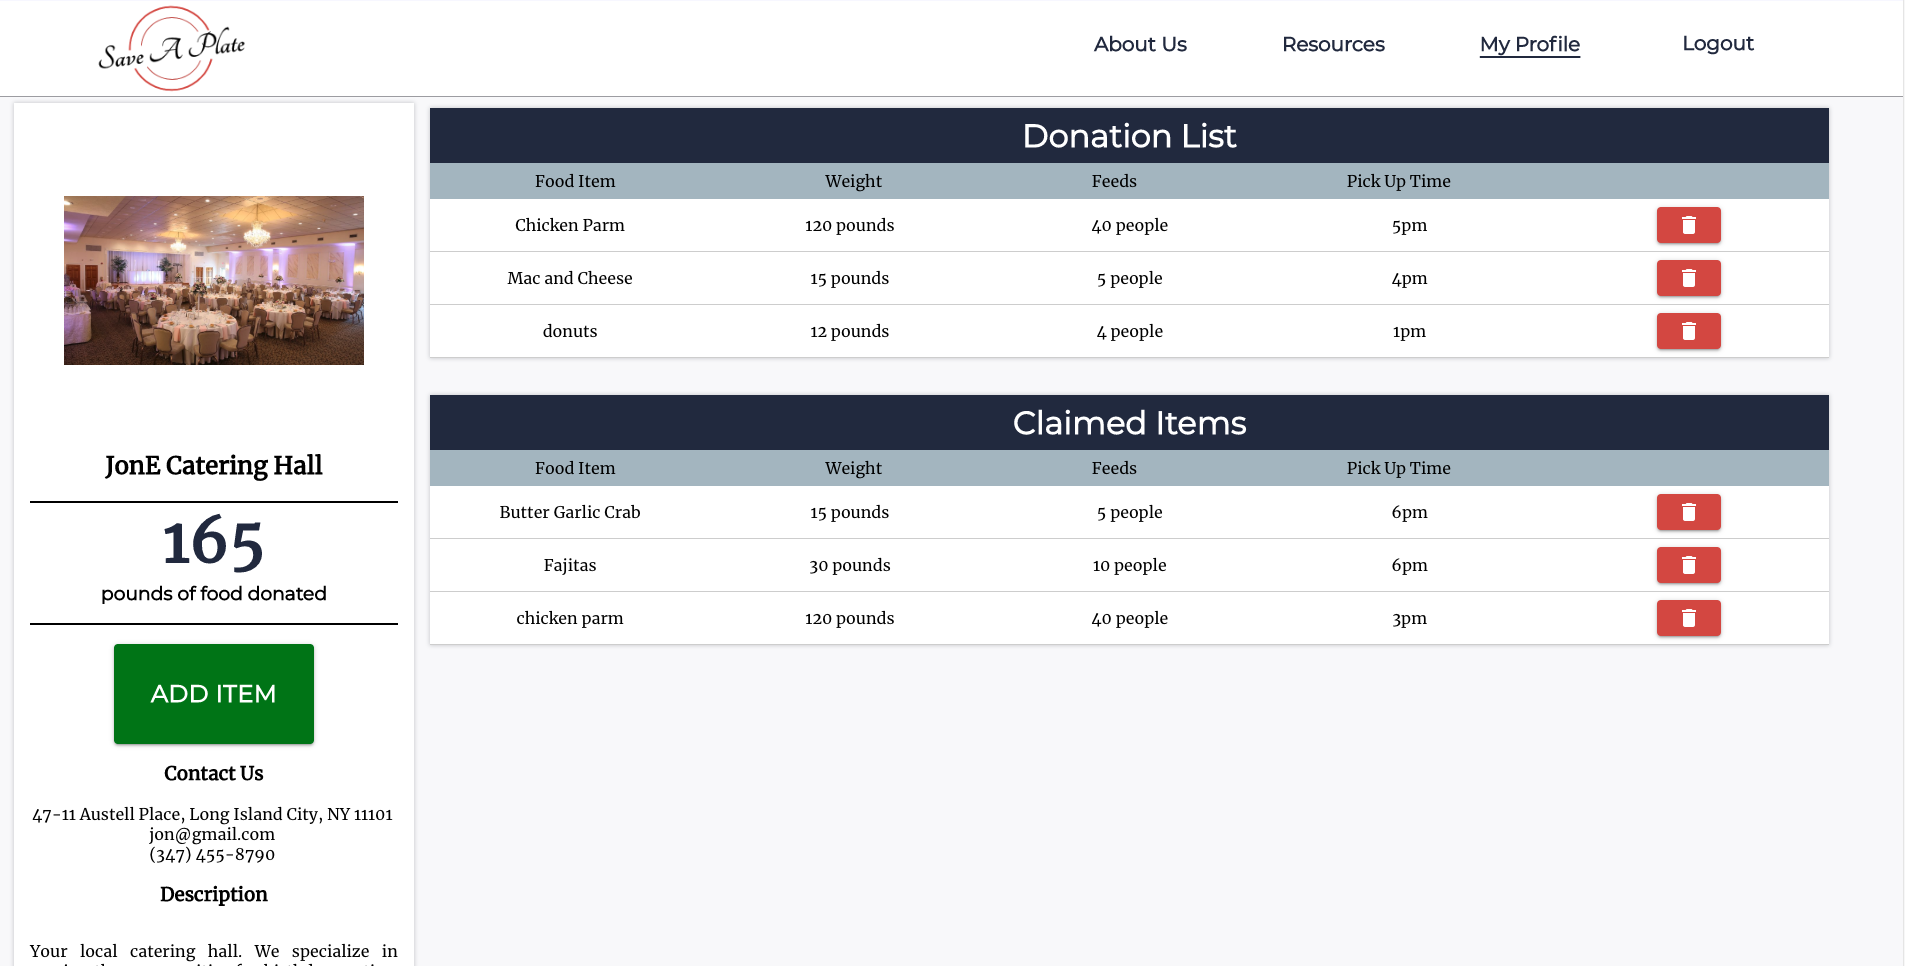 Save A Plate
About Us
Resources
My Profile
Logout
JonE Catering Hall
165
pounds of food donated
ADD ITEM
Contact Us
47-11 Austell Place, Long Island City, NY 11101
jon@gmail.com
(347) 455-8790
Description
Your local catering hall. We specialize in
Donation List
Food Item Weight Feeds Pick Up Time
Chicken Parm 120 pounds 40 people 5pm
Mac and Cheese 15 pounds 5 people 4pm
donuts 12 pounds 4 people 1pm
Claimed Items
Food Item Weight Feeds Pick Up Time
Butter Garlic Crab 15 pounds 5 people 6pm
Fajitas 30 pounds 10 people 6pm
chicken parm 120 pounds 40 people 3pm